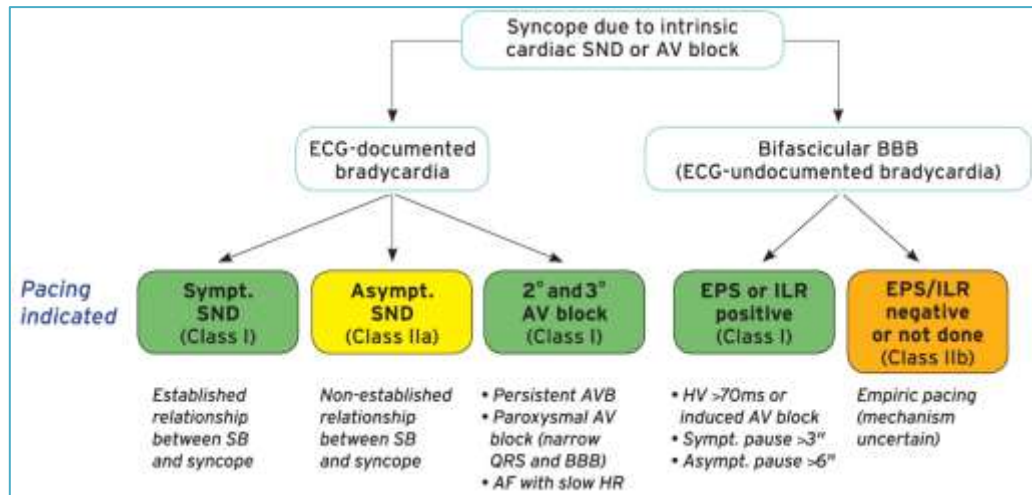 Syncope due to intrinsic
cardiac SND or AV block
ECG-documented
bradycardia
Bifascicular BBB
(ECG-undocumented bradycardia)
Pacing
indicated
Sympt.
SND
(Class I)
Asympt.
SND
(Class IIa)
2° and 3°
AV block
(Class I)
EPS or ILR
positive
(Class I)
EPS/ILR
negative
or not done
(Class IIb)
Established
relationship
between SB
and syncope
Non-established
relationship
between SB
and syncope
• Persistent AVB
• Paroxysmal AV
block (narrow
QRS and BBB)
• AF with slow HR
• HV >70ms or
induced AV block
• Sympt. pause >3"
• Asympt. pause >6"
Empiric pacing
(mechanism
uncertain)